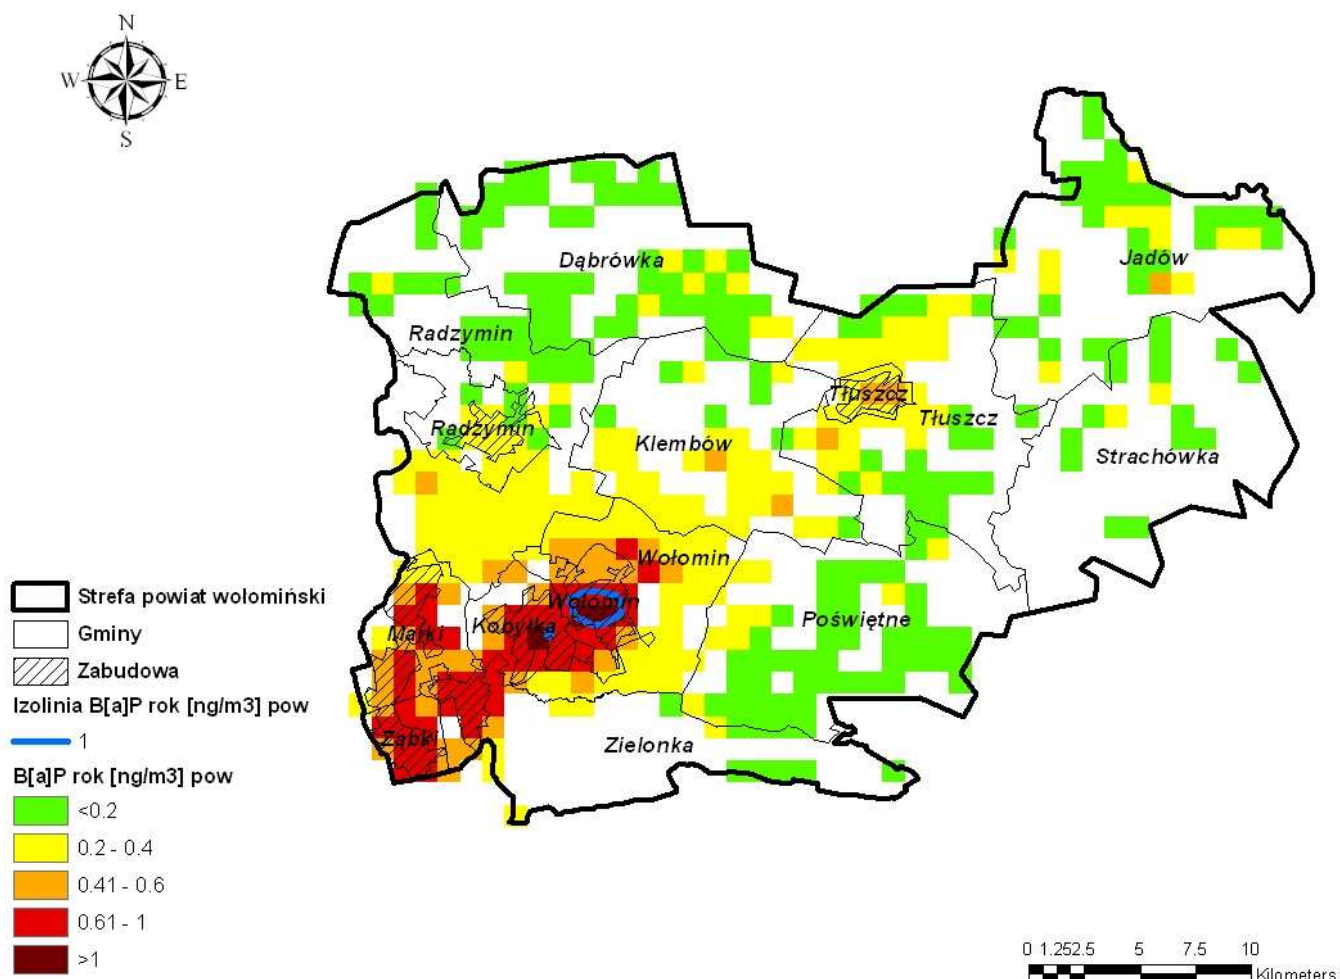 N
W
E
S
Dąbrówka
Jadów
Radzymin
Tłuszcz
Radzymin
Klembów
Tłuszcz
Strachówka
Wołomin
Strefa powiat wołomiński
Wołomin
Poświętne
Gminy
Marki
Kobyłka
Zabudowa
Izolinia B[a]P rok [ng/m3] pow
1
Ząbki
Zielonka
B[a]P rok [ng/m3] pow
<0.2
0.2 - 0.4
0.41 - 0.6
0.61 - 1
>1
0 1.252.5 5 7.5 10
Kilometers